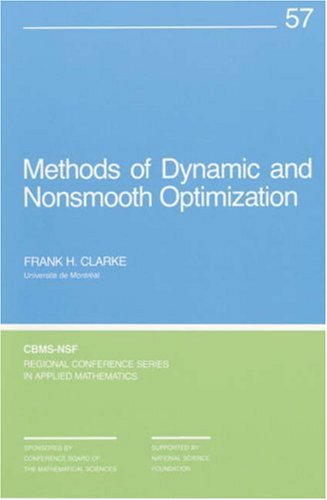 57
Methods of Dynamic and
Nonsmooth Optimization
FRANK H. CLARKE
Université de Montréal
CBMS-NSF
REGIONAL CONFERENCE SERIES
IN APPLIED MATHEMATICS
SPONSORED BY
CONFERENCE BOARD OF
THE MATHEMATICAL SCIENCES
SUPPORTED BY
NATIONAL SCIENCE
FOUNDATION